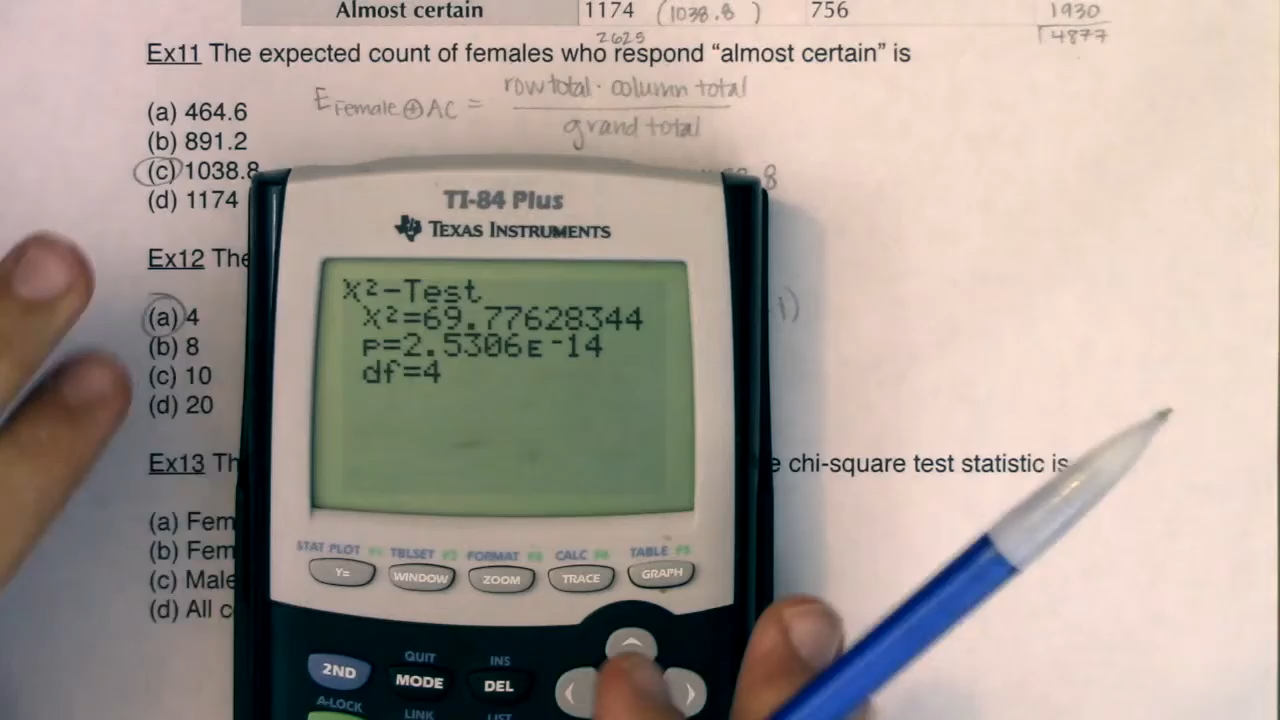 Almost certain 1174 (1038.8) 756 1930
2625 4877
Ex11 The expected count of females who respond “almost certain” is
E Female ⊕ AC = row total · column total
grand total
(a) 464.6
(b) 891.2
(c) 1038.8
(d) 1174
8
TI-84 Plus
TEXAS INSTRUMENTS
Ex12 The
(a) 4
(b) 8
(c) 10
(d) 20
1)
X²-Test
X²=69.77628344
P=2.5306E-14
df=4
Ex13 Th e chi-square test statistic is
(a) Fem
(b) Fem
(c) Male
(d) All c
STAT PLOT F1 TBLSET F2 FORMAT F3 CALC F4 TABLE F5
Y= WINDOW ZOOM TRACE GRAPH
QUIT INS
2ND MODE DEL
A-LOCK LINK LIST